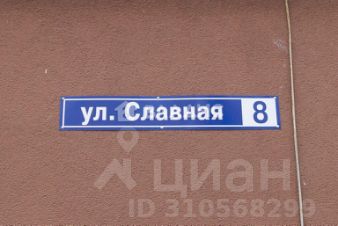 ул. Славная 8
циан
ID 310568299